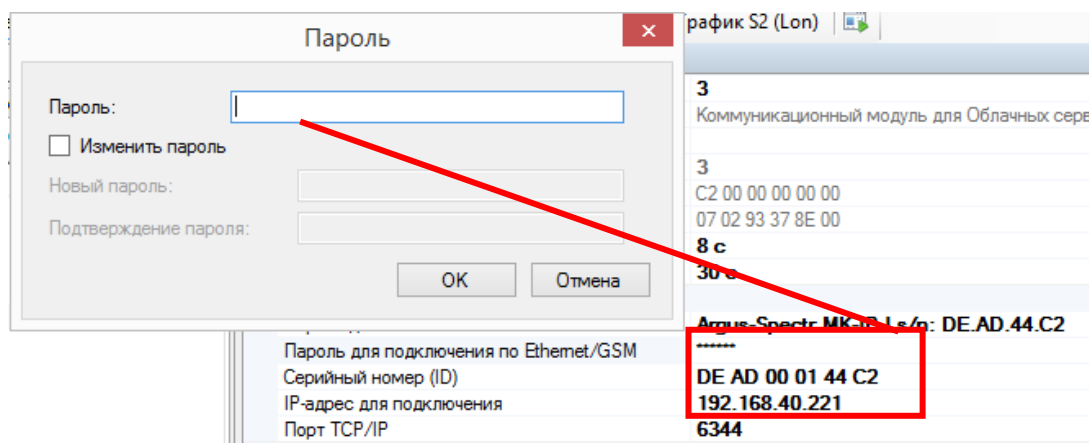 Пароль
Пароль:
Изменить пароль
Новый пароль:
Подтверждение пароля:
OK
Отмена
рафик S2 (Lon)
3
Коммуникационный модуль для Облачных серв
3
C2 00 00 00 00 00
07 02 93 37 8E 00
8 с
30 с
Argus-Spectr MK-IP | s/n: DE.AD.44.C2
Пароль для подключения по Ethernet/GSM
******
Серийный номер (ID)
DE AD 00 01 44 C2
IP-адрес для подключения
192.168.40.221
Порт TCP/IP
6344